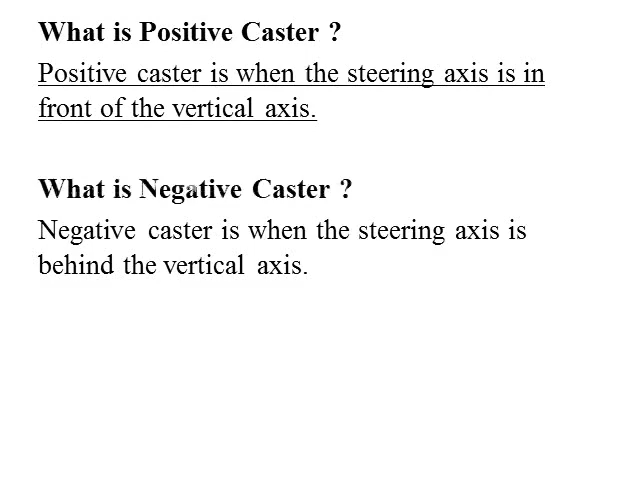 What is Positive Caster ?
Positive caster is when the steering axis is in
front of the vertical axis.
What is Negative Caster ?
Negative caster is when the steering axis is
behind the vertical axis.